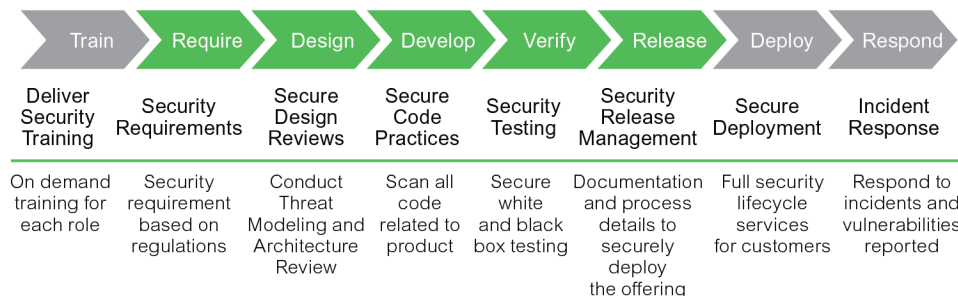 Train
Require
Design
Develop
Verify
Release
Deploy
Respond
Deliver
Security
Training
Security
Requirements
Secure
Design
Reviews
Secure
Code
Practices
Security
Testing
Security
Release
Management
Secure
Deployment
Incident
Response
On demand
training for
each role
Security
requirement
based on
regulations
Conduct
Threat
Modeling and
Architecture
Review
Scan all
code
related to
product
Secure
white
and black
box testing
Documentation
and process
details to
securely
deploy
the offering
Full security
lifecycle
services
for customers
Respond to
incidents and
vulnerabilities
reported